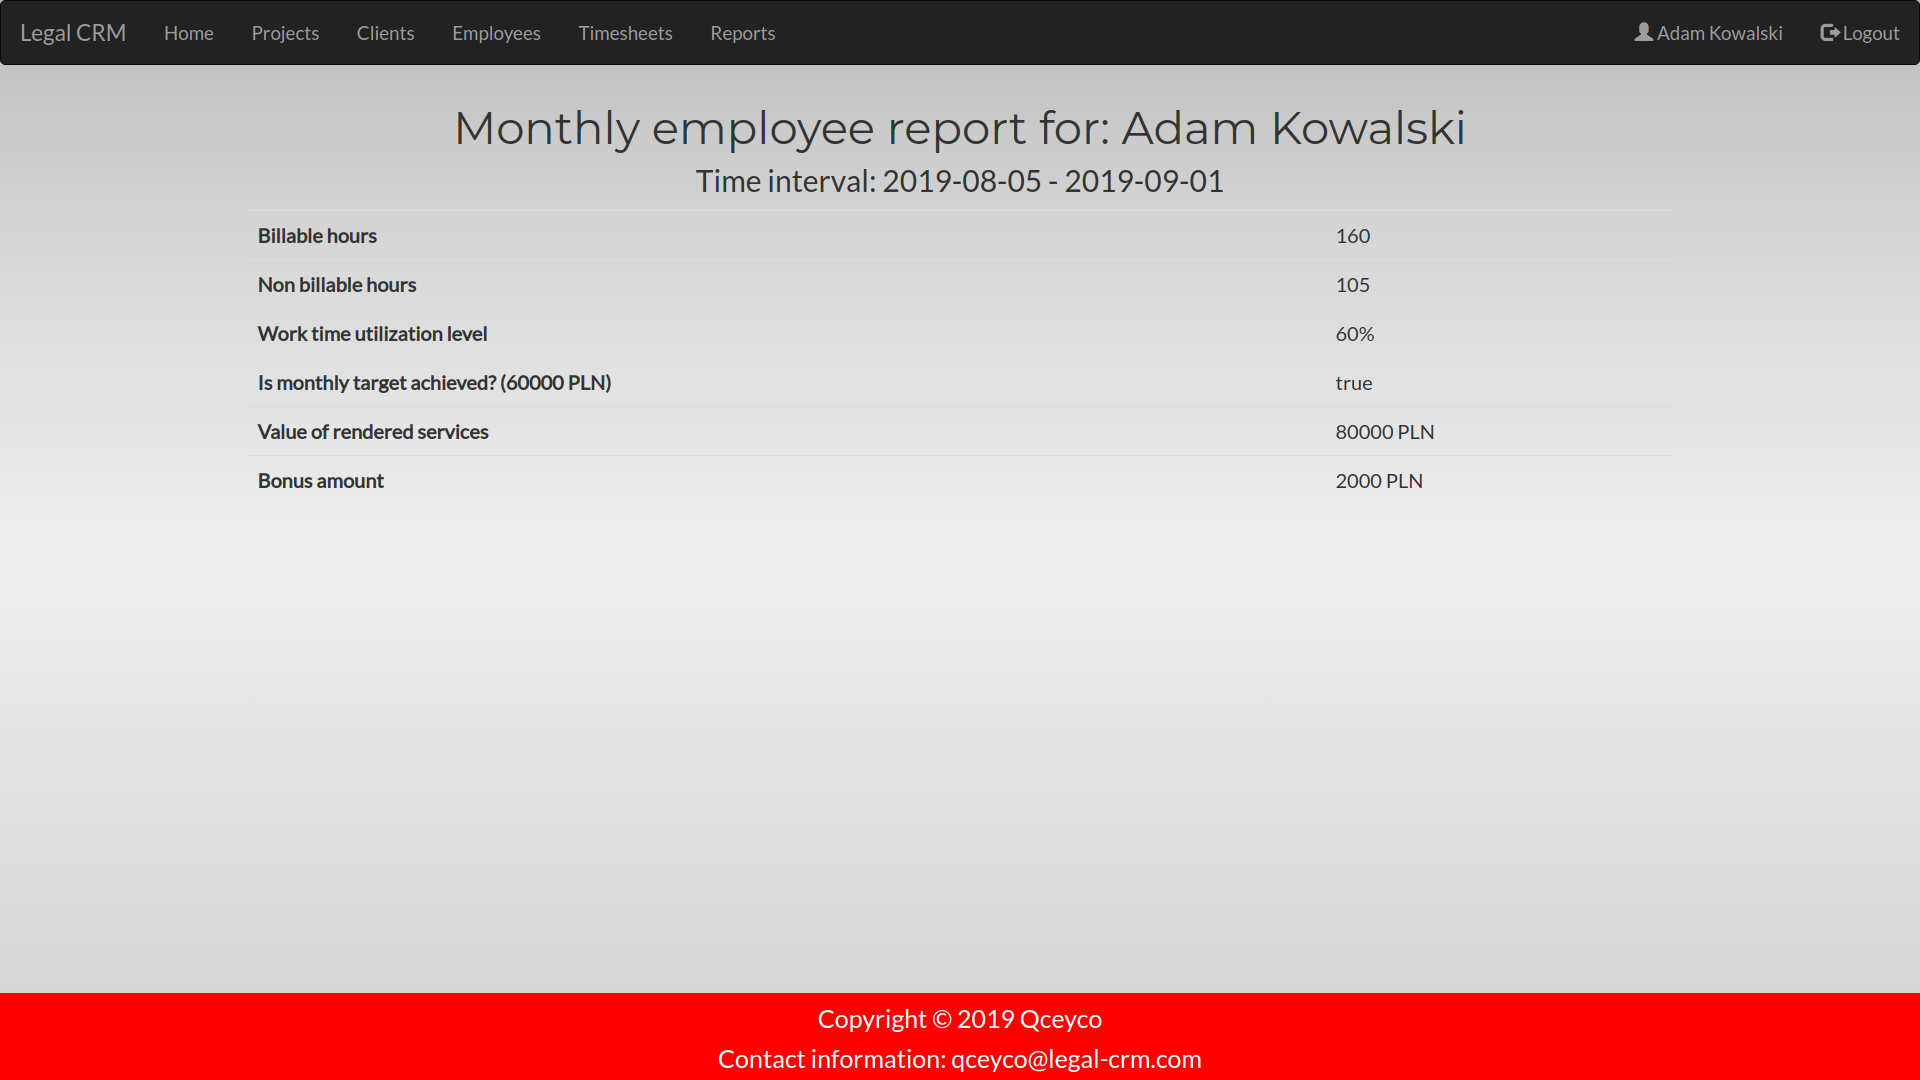 Legal CRM Home Projects Clients Employees Timesheets Reports Adam Kowalski Logout
Monthly employee report for: Adam Kowalski
Time interval: 2019-08-05 - 2019-09-01
Billable hours 160
Non billable hours 105
Work time utilization level 60%
Is monthly target achieved? (60000 PLN) true
Value of rendered services 80000 PLN
Bonus amount 2000 PLN
Copyright © 2019 Qceyco
Contact information: qceyco@legal-crm.com